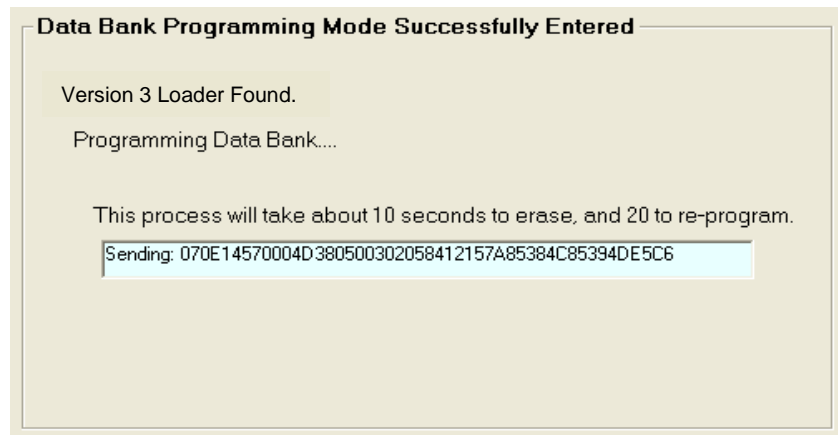 Data Bank Programming Mode Successfully Entered
Version 3 Loader Found.
Programming Data Bank....
This process will take about 10 seconds to erase, and 20 to re-program.
Sending: 070E14570004D380500302058412157A85384C85394DE5C6